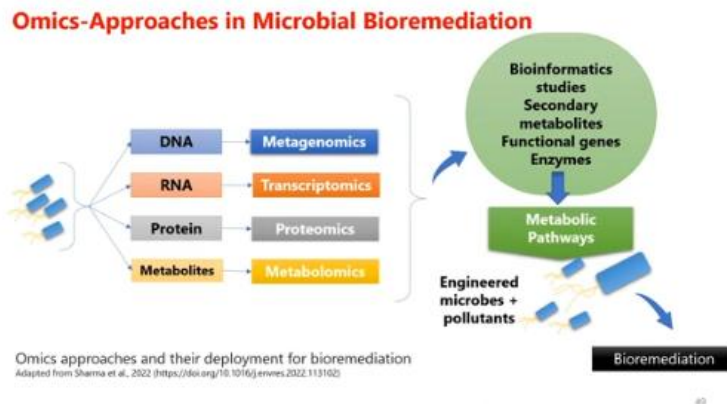 Omics-Approaches in Microbial Bioremediation
DNA
Metagenomics
RNA
Transcriptomics
Protein
Proteomics
Metabolites
Metabolomics
Bioinformatics
studies
Secondary
metabolites
Functional genes
Enzymes
Metabolic
Pathways
Engineered
microbes +
pollutants
Bioremediation
Omics approaches and their deployment for bioremediation
Adapted from Sharma et al., 2022 (https://doi.org/10.1016/j.envres.2022.113102)
49